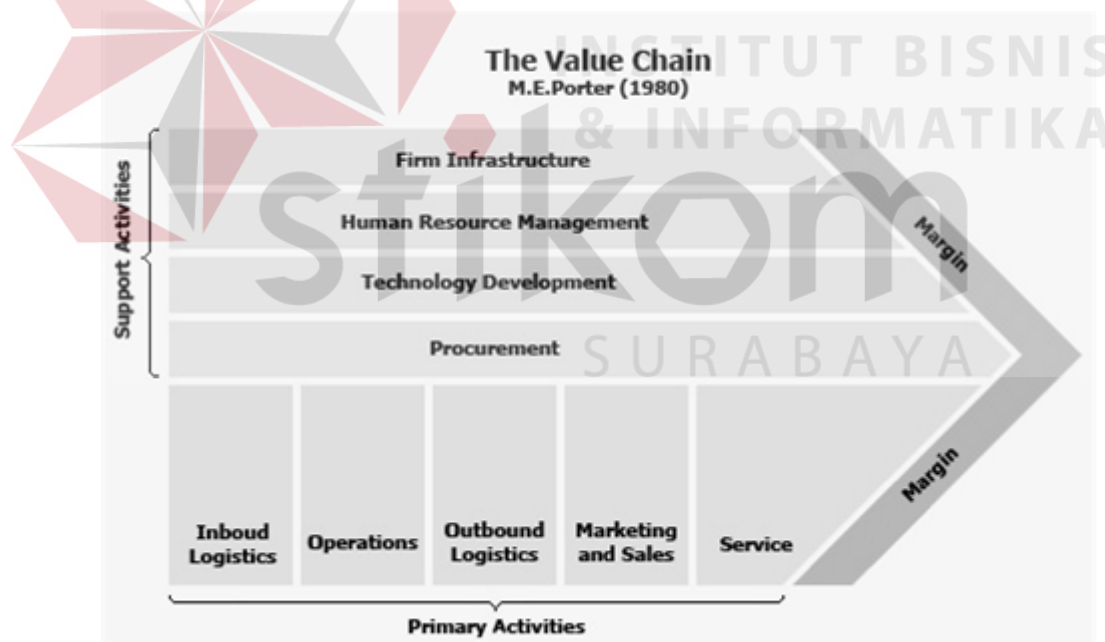 INSTITUT BISNIS
& INFORMATIKA
stikom
SURABAYA
The Value Chain
M.E.Porter (1980)
Support Activities
Firm Infrastructure
Human Resource Management
Technology Development
Procurement
Margin
Margin
Inboud
Logistics
Operations
Outbound
Logistics
Marketing
and Sales
Service
Primary Activities